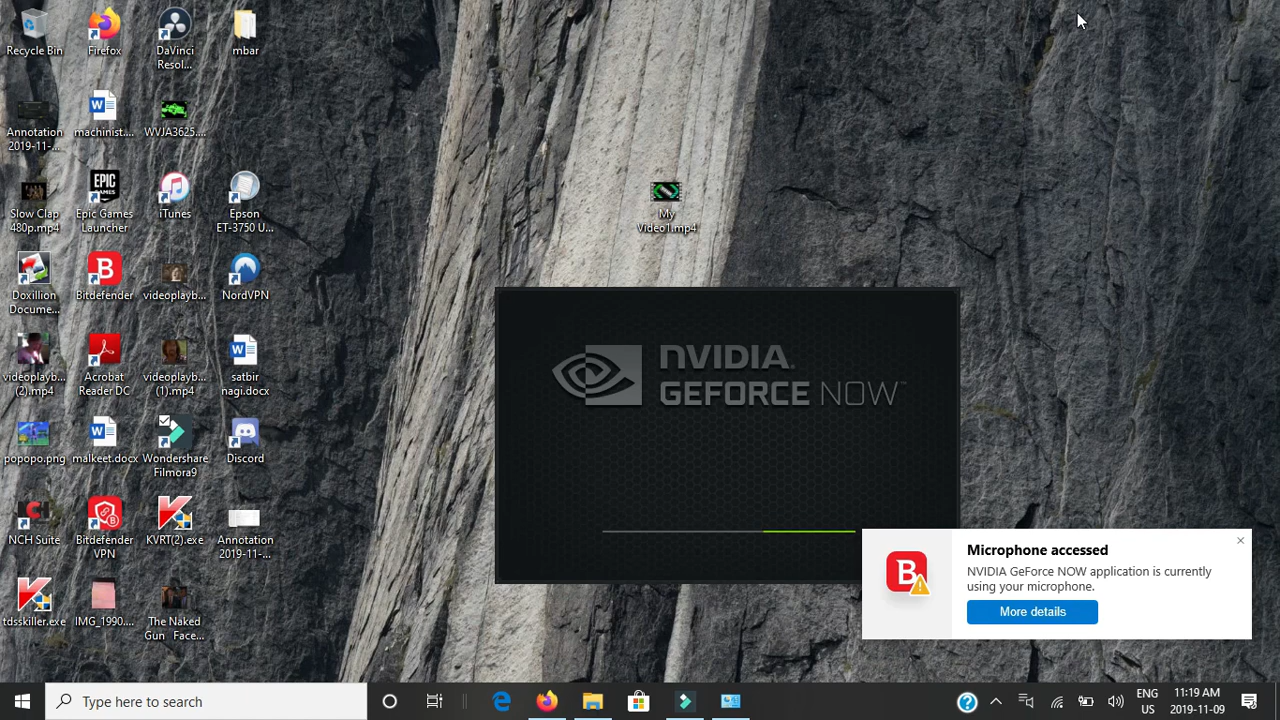 Recycle Bin
Firefox
DaVinci
Resol...
mbar
Annotation
2019-11-...
machinist....
WVJA3625....
Slow Clap
480p.mp4
Epic Games
Launcher
iTunes
Epson
ET-3750 U...
My
Video1.mp4
Doxillion
Docume...
Bitdefender
videoplayb...
NordVPN
videoplayb...
(2).mp4
Acrobat
Reader DC
videoplayb...
(1).mp4
satbir
nagi.docx
popopo.png
malkeet.docx
Wondershare
Filmora9
Discord
NCH Suite
Bitdefender
VPN
KVRT(2).exe
Annotation
2019-11-...
tdsskiller.exe
IMG_1990....
The Naked
Gun Face...
EPIC
GAMES
NVIDIA
GEFORCE NOW™
Microphone accessed
NVIDIA GeForce NOW application is currently
using your microphone.
More details
Type here to search
ENG
US
11:19 AM
2019-11-09